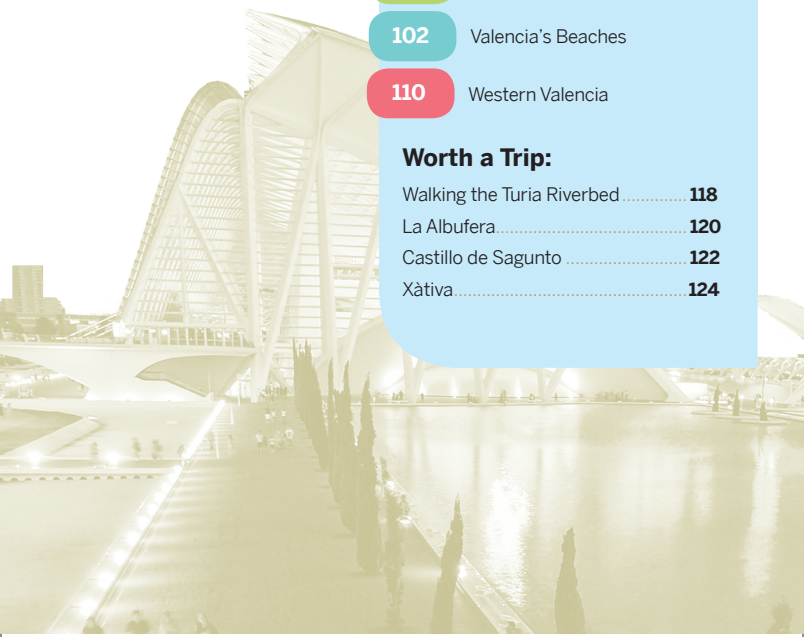 102 Valencia's Beaches
110 Western Valencia
Worth a Trip:
Walking the Turia Riverbed.............118
La Albufera.......................................120
Castillo de Sagunto.........................122
Xàtiva................................................124